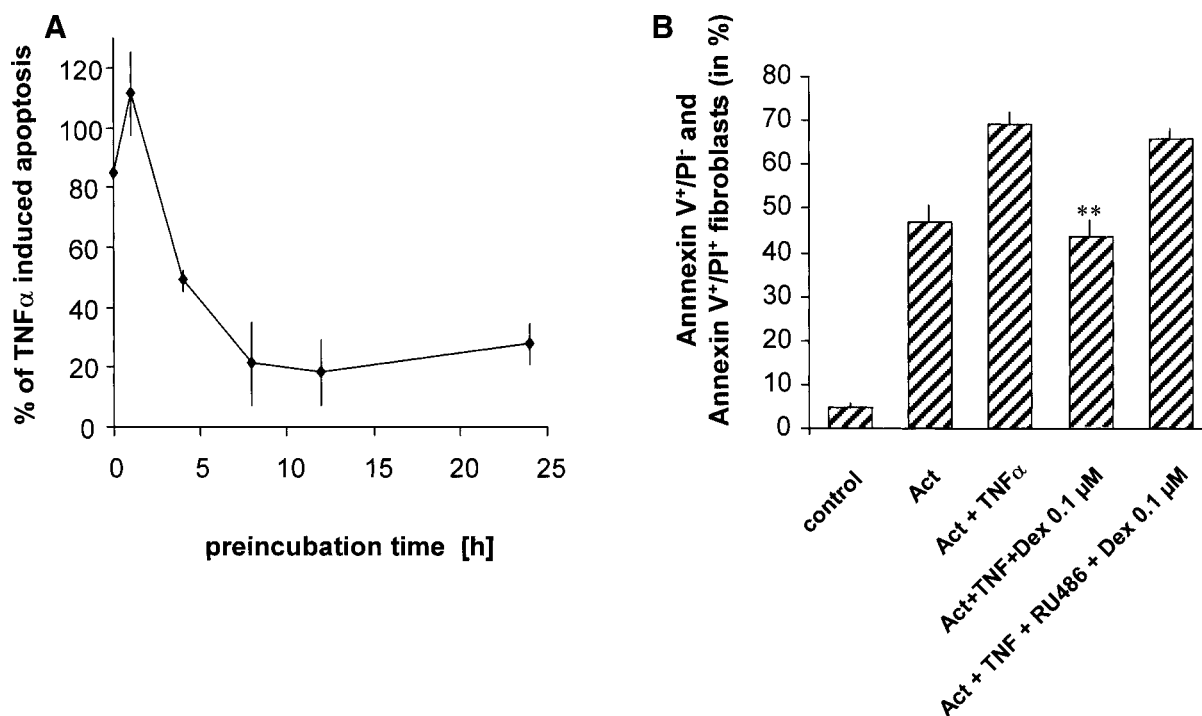 A
% of TNFα induced apoptosis
120
100
80
60
40
20
0
0 5 10 15 20 25
preincubation time [h]
B
Annnexin V⁺/PI⁻ and
Annexin V⁺/PI⁺ fibroblasts (in %)
80
70
60
50
40
30
20
10
0
**
control
Act
Act + TNFα
Act+TNF+Dex 0.1 µM
Act + TNF + RU486 + Dex 0.1 µM